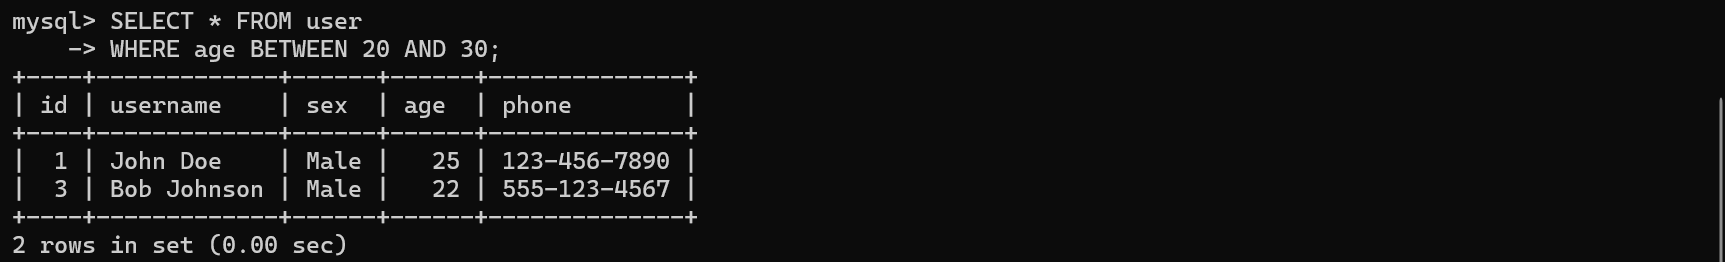 mysql> SELECT * FROM user
    -> WHERE age BETWEEN 20 AND 30;
+----+-------------+------+------+--------------+
| id | username    | sex  | age  | phone        |
+----+-------------+------+------+--------------+
|  1 | John Doe    | Male |   25 | 123-456-7890 |
|  3 | Bob Johnson | Male |   22 | 555-123-4567 |
+----+-------------+------+------+--------------+
2 rows in set (0.00 sec)